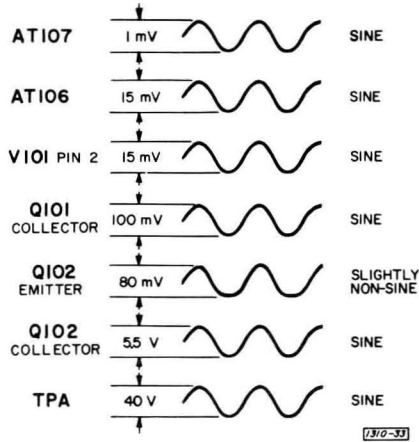 AT107 1 mV SINE
AT106 15 mV SINE
V101 PIN 2 15 mV SINE
Q101
COLLECTOR 100 mV SINE
Q102
EMITTER 80 mV SLIGHTLY
NON-SINE
Q102
COLLECTOR 5.5 V SINE
TPA 40 V SINE
1310-33